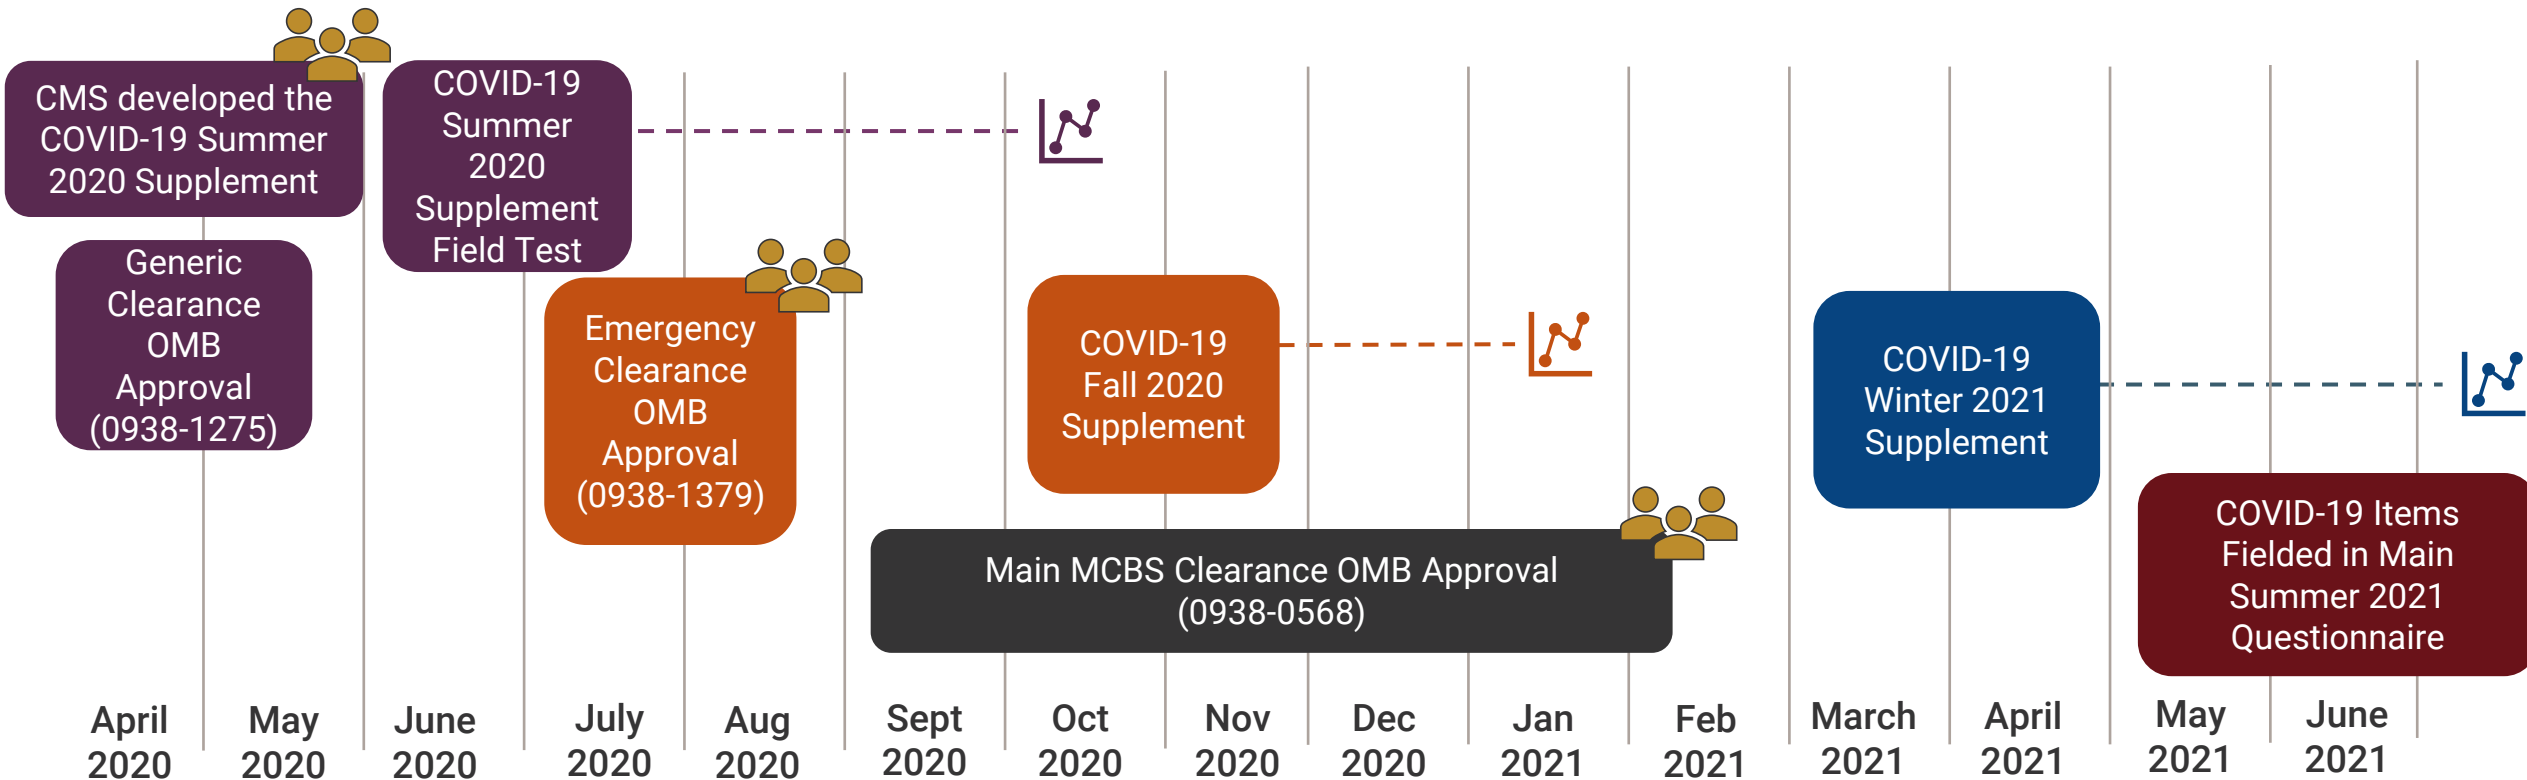 CMS developed the
COVID-19 Summer
2020 Supplement
Generic
Clearance
OMB
Approval
(0938-1275)
COVID-19
Summer
2020
Supplement
Field Test
Emergency
Clearance
OMB
Approval
(0938-1379)
COVID-19
Fall 2020
Supplement
Main MCBS Clearance OMB Approval
(0938-0568)
COVID-19
Winter 2021
Supplement
COVID-19 Items
Fielded in Main
Summer 2021
Questionnaire
April
2020
May
2020
June
2020
July
2020
Aug
2020
Sept
2020
Oct
2020
Nov
2020
Dec
2020
Jan
2021
Feb
2021
March
2021
April
2021
May
2021
June
2021